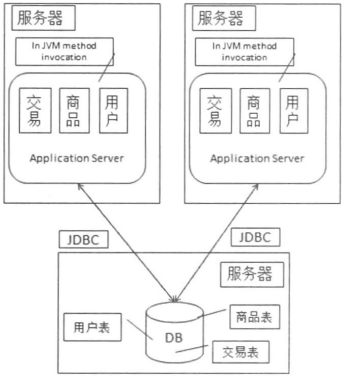 服务器
In JVM method
invocation
交易
商品
用户
Application Server
服务器
In JVM method
invocation
交易
商品
用户
Application Server
JDBC
JDBC
服务器
用户表
DB
商品表
交易表